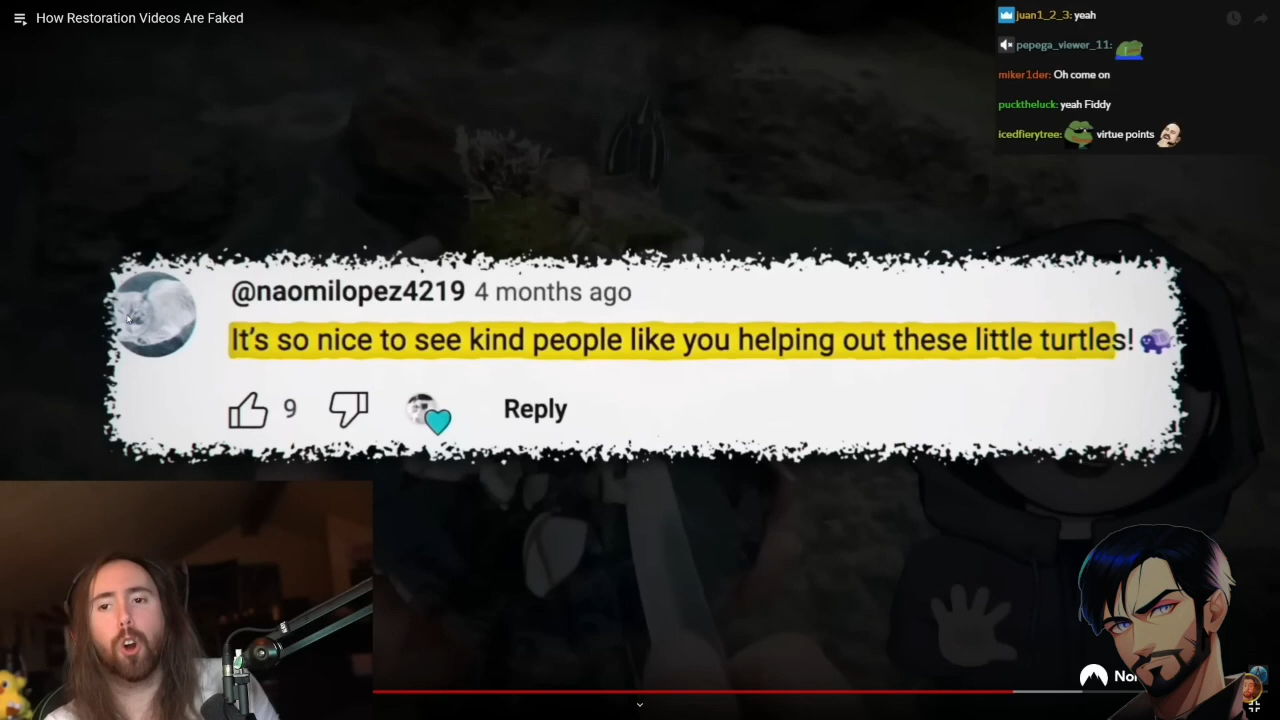 How Restoration Videos Are Faked
juan1_2_3: yeah
pepega_viewer_11:
miker1der: Oh come on
pucktheluck: yeah Fiddy
icedfierytree: virtue points
@naomilopez4219 4 months ago
It's so nice to see kind people like you helping out these little turtles!
9
Reply